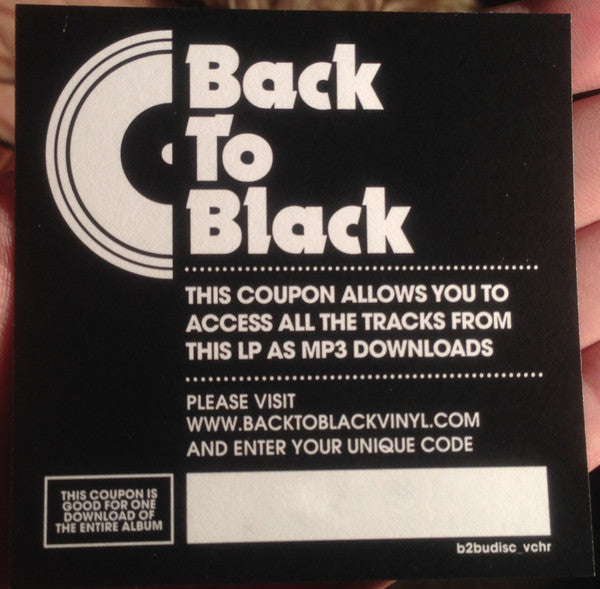 Back
To
Black
THIS COUPON ALLOWS YOU TO
ACCESS ALL THE TRACKS FROM
THIS LP AS MP3 DOWNLOADS
PLEASE VISIT
WWW.BACKTOBLACKVINYL.COM
AND ENTER YOUR UNIQUE CODE
THIS COUPON IS
GOOD FOR ONE
DOWNLOAD OF
THE ENTIRE ALBUM
b2budisc_vchr